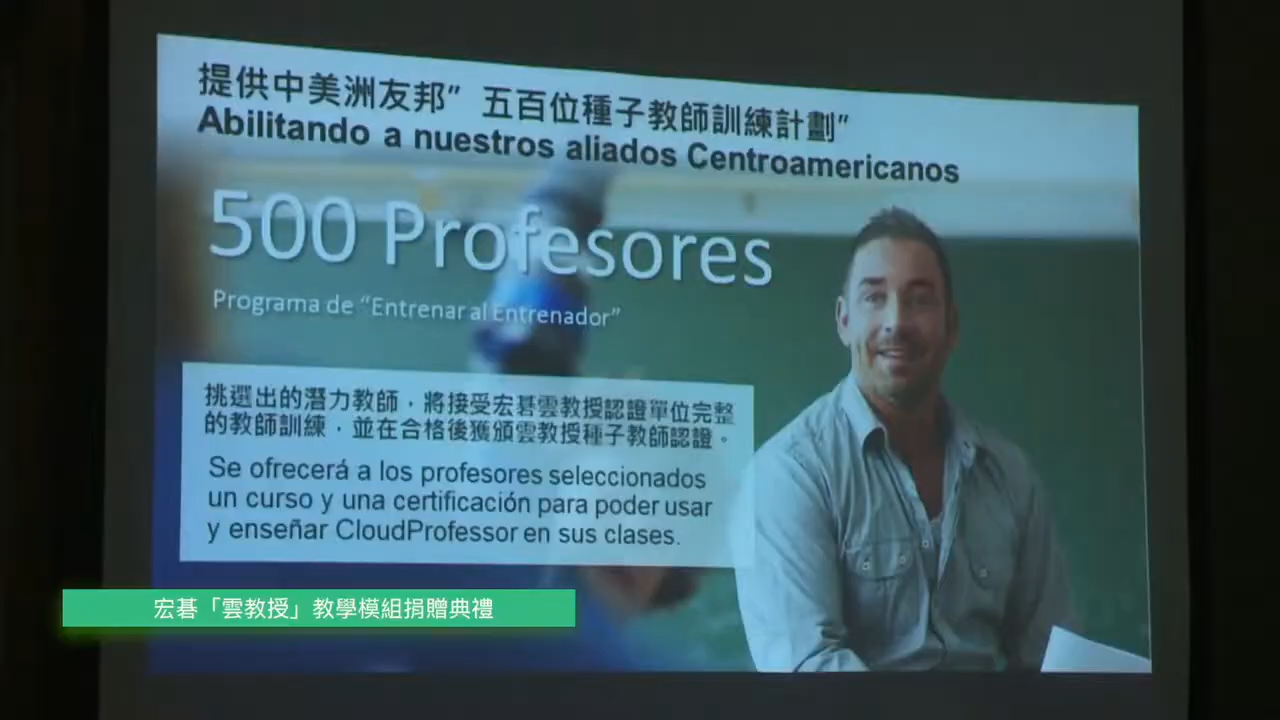 提供中美洲友邦”五百位種子教師訓練計劃”
Abilitando a nuestros aliados Centroamericanos
500 Profesores
Programa de “Entrenar al Entrenador”
挑選出的潛力教師，將接受宏碁雲教授認證單位完整
的教師訓練，並在合格後獲頒雲教授種子教師認證。
Se ofrecerá a los profesores seleccionados
un curso y una certificación para poder usar
y enseñar CloudProfessor en sus clases.
宏碁「雲教授」教學模組捐贈典禮